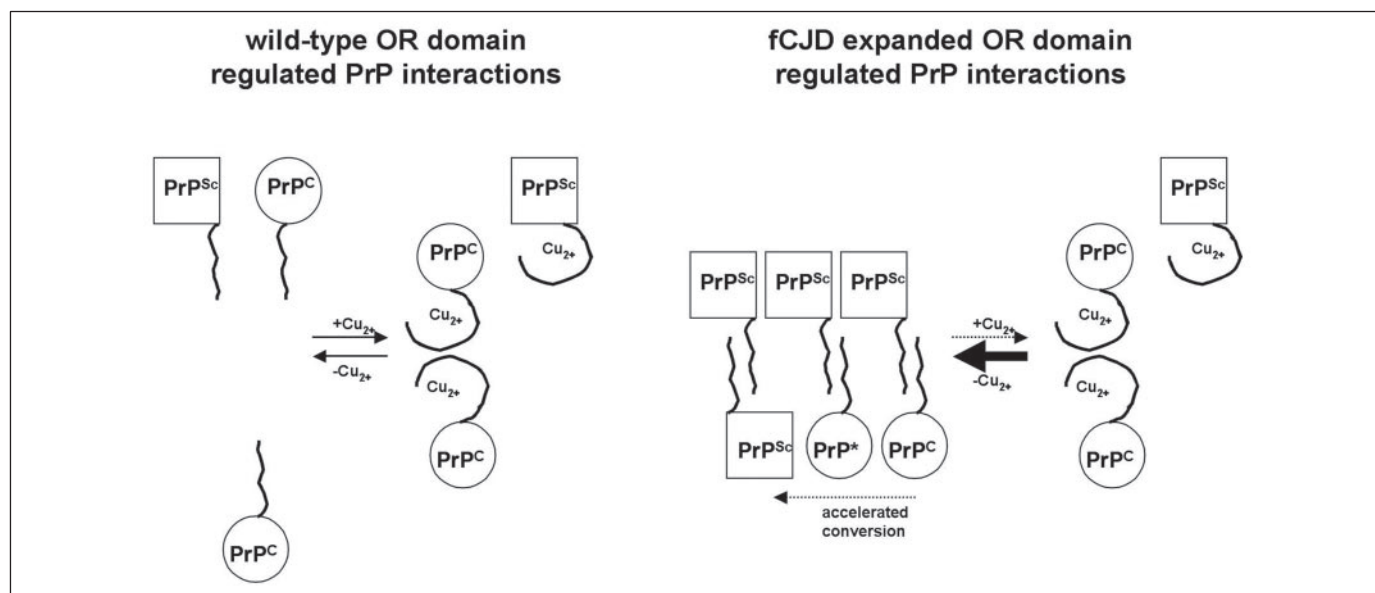 wild-type OR domain
regulated PrP interactions
PrPSc
PrPC
PrPSc
Cu2+
PrPC
Cu2+
+Cu2+
-Cu2+
Cu2+
PrPC
PrPC
fCJD expanded OR domain
regulated PrP interactions
PrPSc
PrPSc
PrPSc
PrPSc
PrP*
PrPC
accelerated
conversion
+Cu2+
-Cu2+
PrPSc
Cu2+
PrPC
Cu2+
Cu2+
PrPC